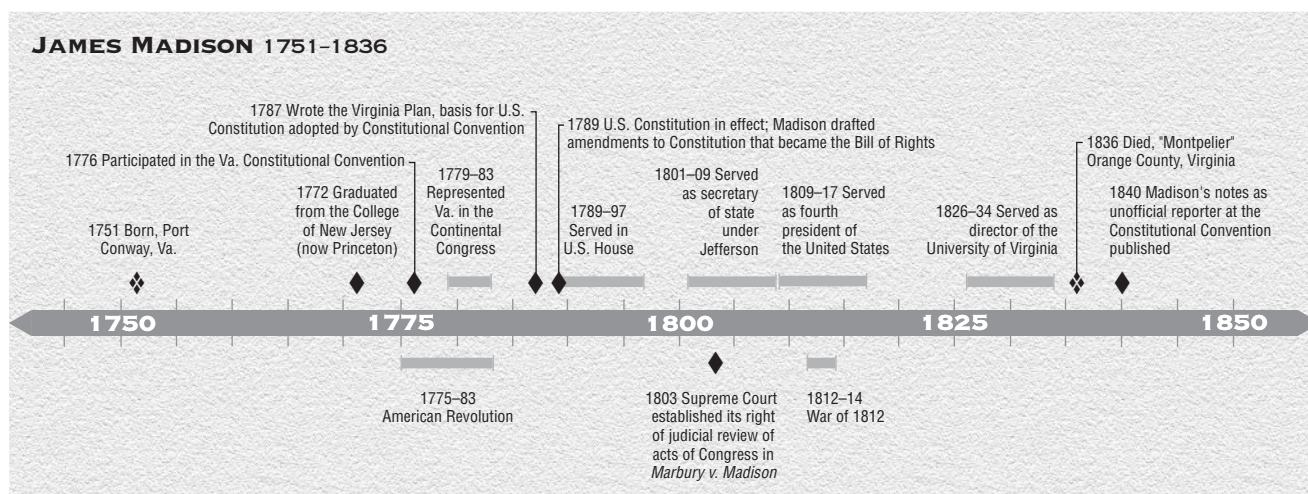 JAMES MADISON 1751–1836
1787 Wrote the Virginia Plan, basis for U.S.
Constitution adopted by Constitutional Convention
1789 U.S. Constitution in effect; Madison drafted
amendments to Constitution that became the Bill of Rights
1776 Participated in the Va. Constitutional Convention
1836 Died, "Montpelier"
Orange County, Virginia
1751 Born, Port
Conway, Va.
1772 Graduated
from the College
of New Jersey
(now Princeton)
1779–83
Represented
Va. in the
Continental
Congress
1789–97
Served in
U.S. House
1801–09 Served
as secretary
of state
under
Jefferson
1809–17 Served
as fourth
president of
the United States
1826–34 Served as
director of the
University of Virginia
1840 Madison's notes as
unofficial reporter at the
Constitutional Convention
published
1750 1775 1800 1825 1850
1775–83
American Revolution
1803 Supreme Court
established its right
of judicial review of
acts of Congress in
Marbury v. Madison
1812–14
War of 1812